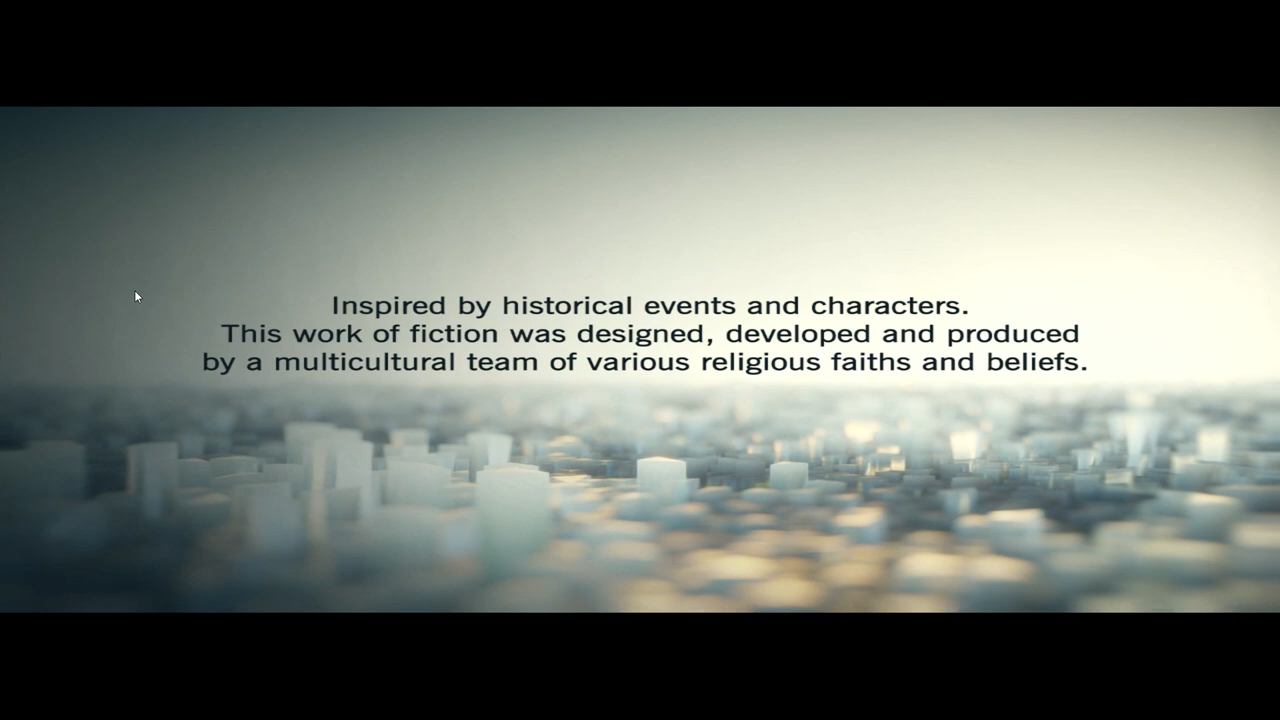 Inspired by historical events and characters.
This work of fiction was designed, developed and produced
by a multicultural team of various religious faiths and beliefs.